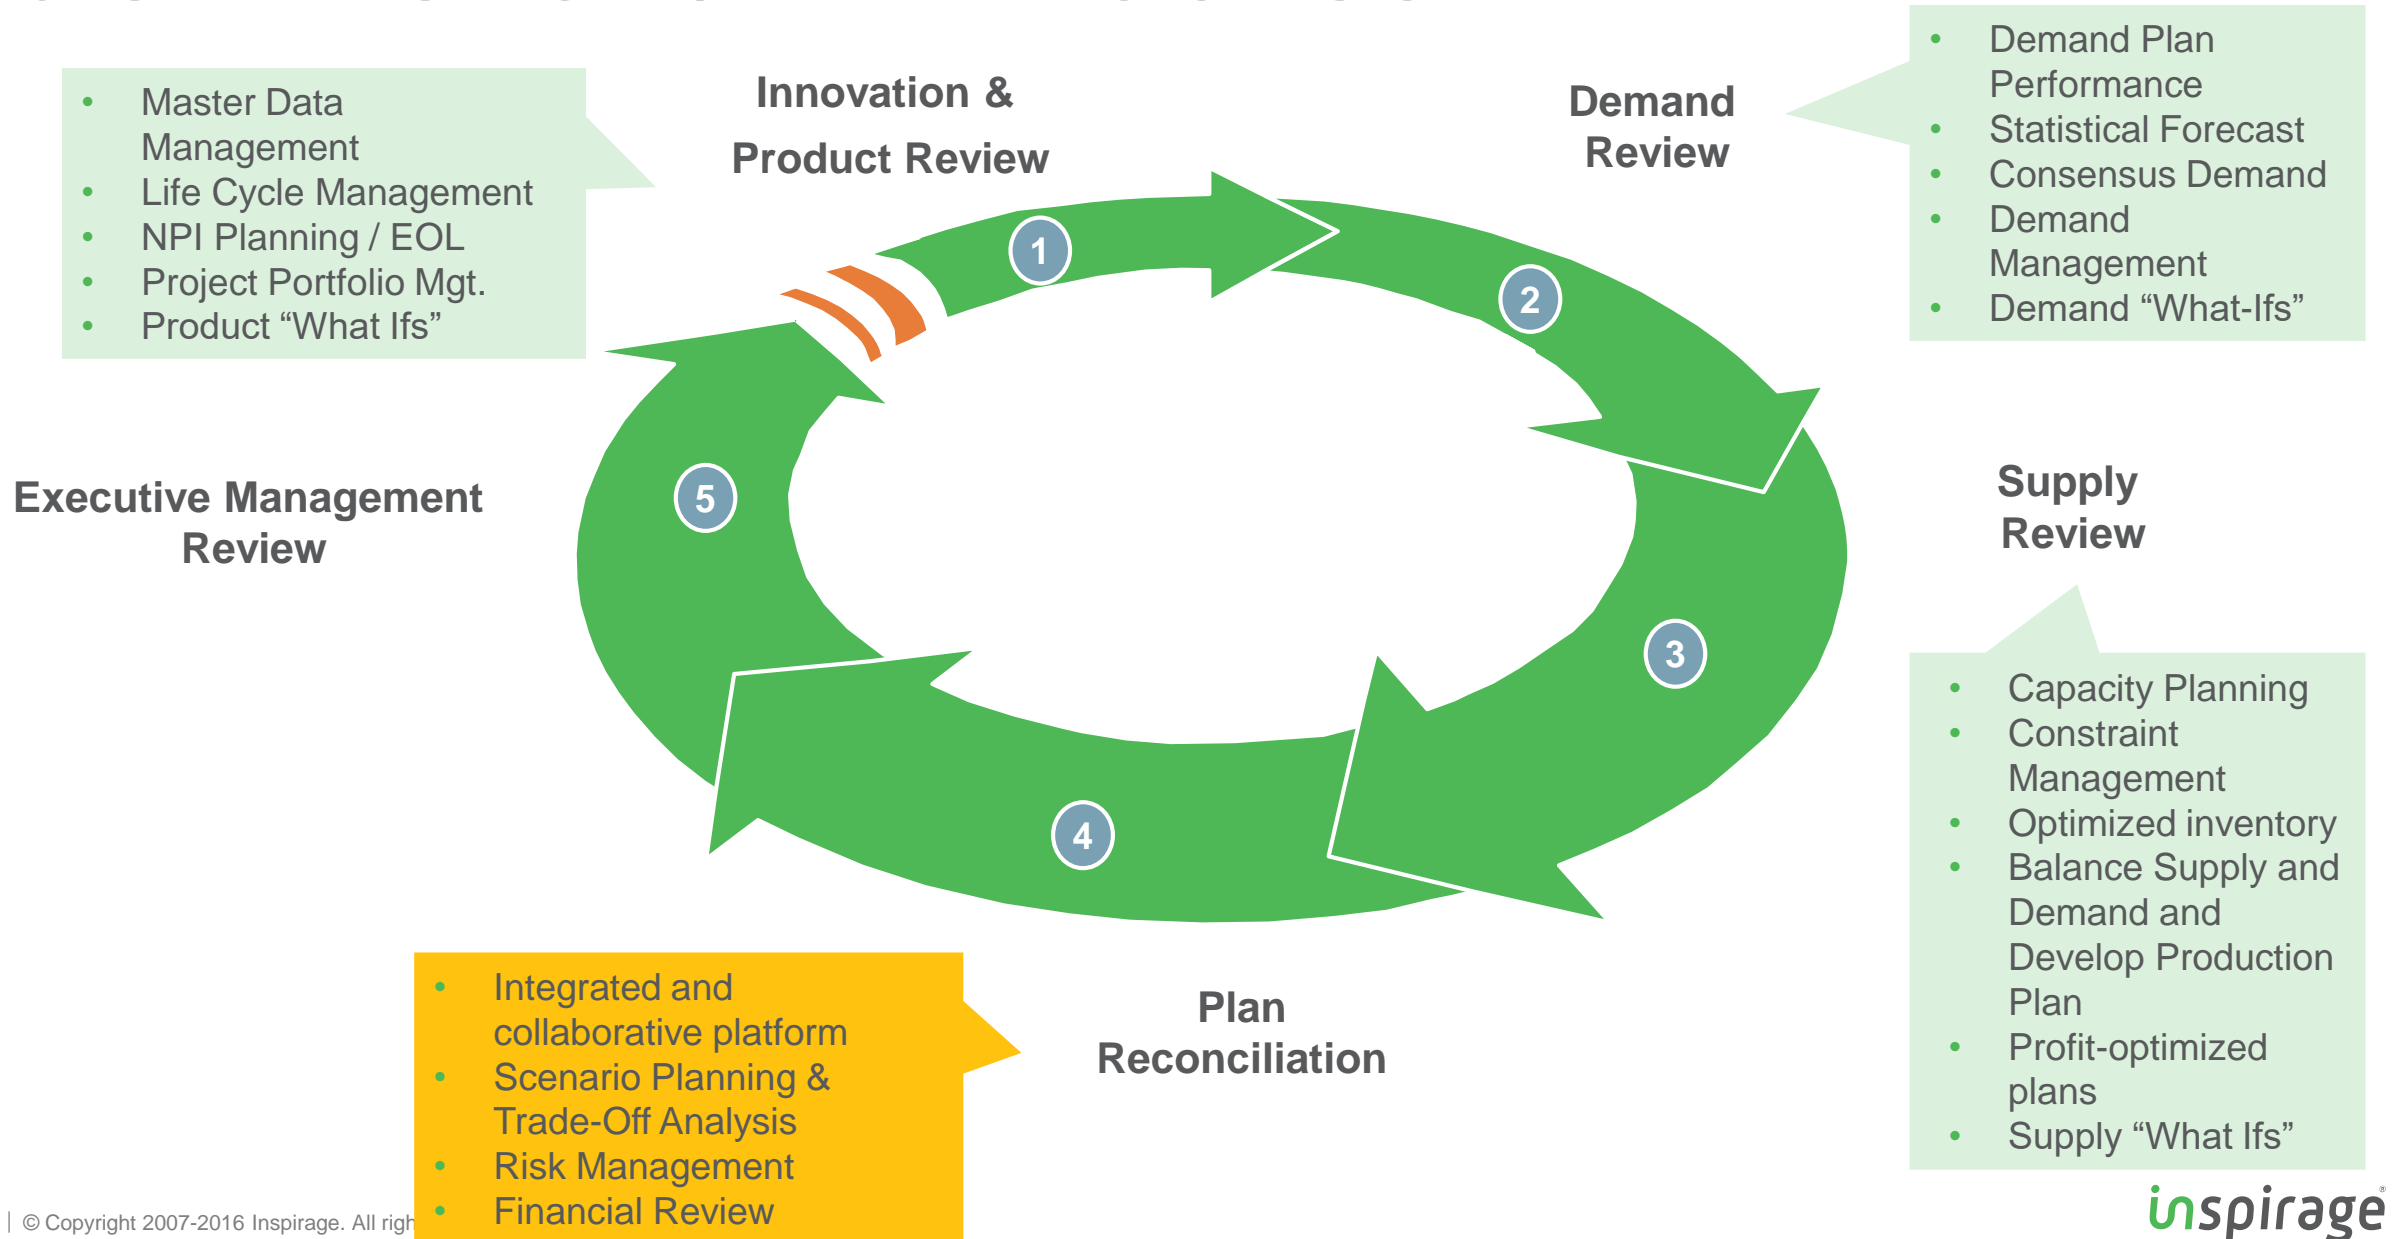 Innovation &
Product Review
• Master Data
Management
• Life Cycle Management
• NPI Planning / EOL
• Project Portfolio Mgt.
• Product “What Ifs”
Demand
Review
• Demand Plan
Performance
• Statistical Forecast
• Consensus Demand
• Demand
Management
• Demand “What-Ifs”
1
2
3
4
5
Executive Management
Review
Supply
Review
• Capacity Planning
• Constraint
Management
• Optimized inventory
• Balance Supply and
Demand and
Develop Production
Plan
• Profit-optimized
plans
• Supply “What Ifs”
• Integrated and
collaborative platform
• Scenario Planning &
Trade-Off Analysis
• Risk Management
• Financial Review
Plan
Reconciliation
| © Copyright 2007-2016 Inspirage. All righ
inspirage®